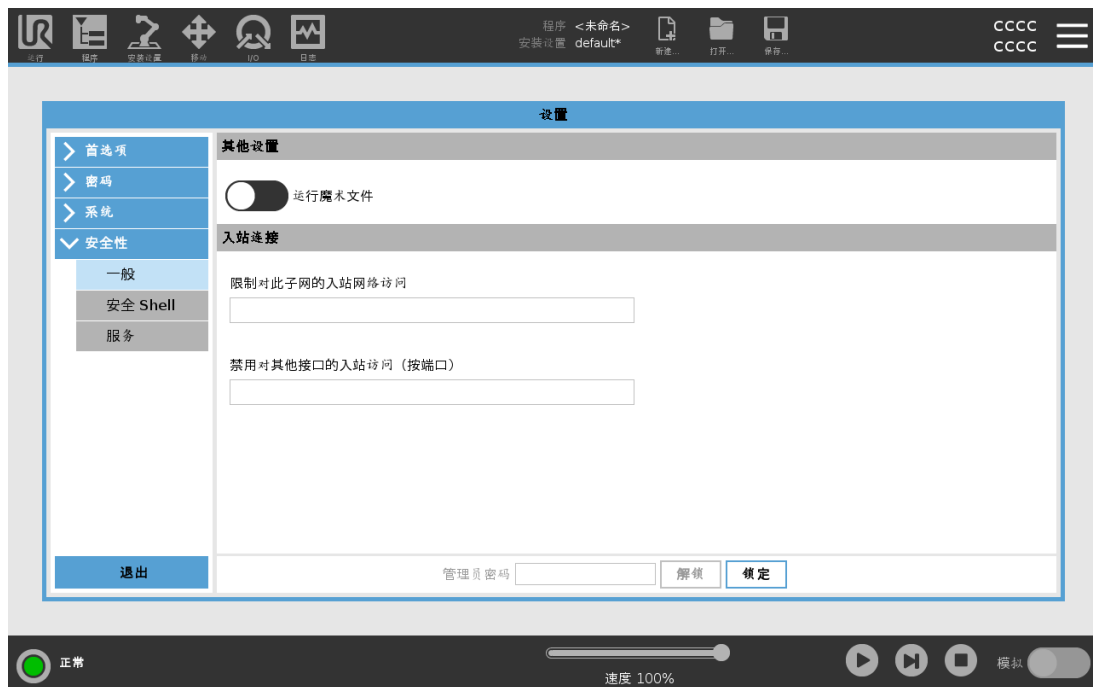 UR
程序 <未命名>
安装设置 default*
CCCC
CCCC
运行
程序
安装设置
移动
I/O
日志
新建...
打开...
保存...
设置
首选项
密码
系统
安全性
一般
安全 Shell
服务
退出
其他设置
运行魔术文件
入站连接
限制对此子网的入站网络访问
禁用对其他接口的入站访问（按端口）
管理员密码
解锁
锁定
正常
速度 100%
模拟